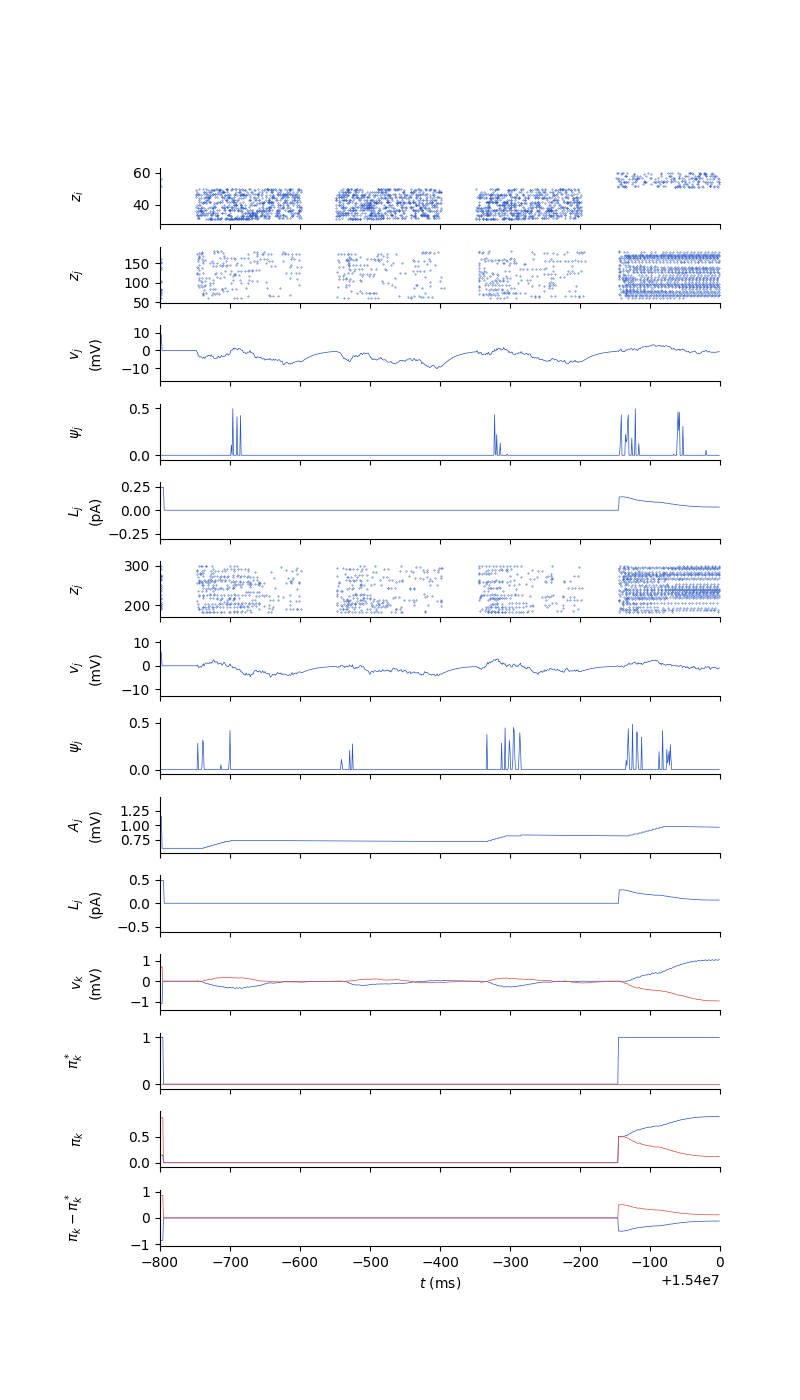 60
40
z_i
150
100
50
z_j
10
0
−10
v_j
(mV)
0.5
0.0
ψ_j
0.25
0.00
−0.25
L_j
(pA)
300
200
z_j
10
0
−10
v_j
(mV)
0.5
0.0
ψ_j
1.25
1.00
0.75
A_j
(mV)
0.5
0.0
−0.5
L_j
(pA)
1
0
−1
v_k
(mV)
1
0
π_k^*
0.5
0.0
π_k
1
0
−1
π_k − π_k^*
−800 −700 −600 −500 −400 −300 −200 −100 0
t (ms)
+1.54e7